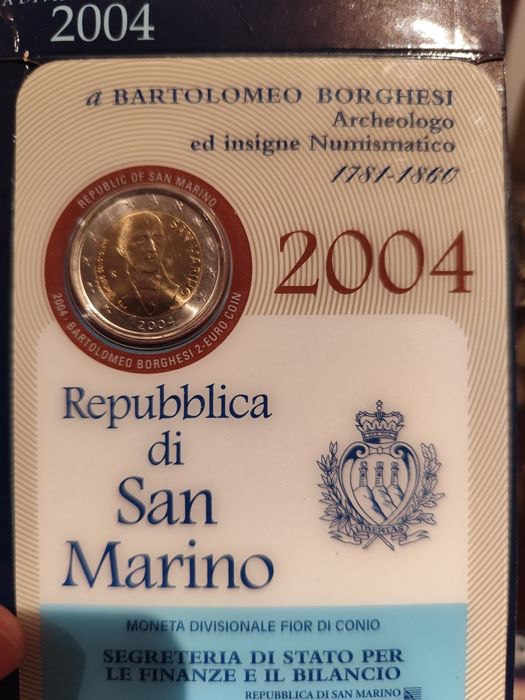 2004
a BARTOLOMEO BORGHESI
Archeologo
ed insigne Numismatico
1781-1860
REPUBLIC OF SAN MARINO
SAN MARINO
2004
2004 - BARTOLOMEO BORGHESI 2-EURO COIN
2004
Repubblica
di
San
Marino
LIBERTAS
MONETA DIVISIONALE FIOR DI CONIO
SEGRETERIA DI STATO PER
LE FINANZE E IL BILANCIO
REPUBBLICA DI SAN MARINO